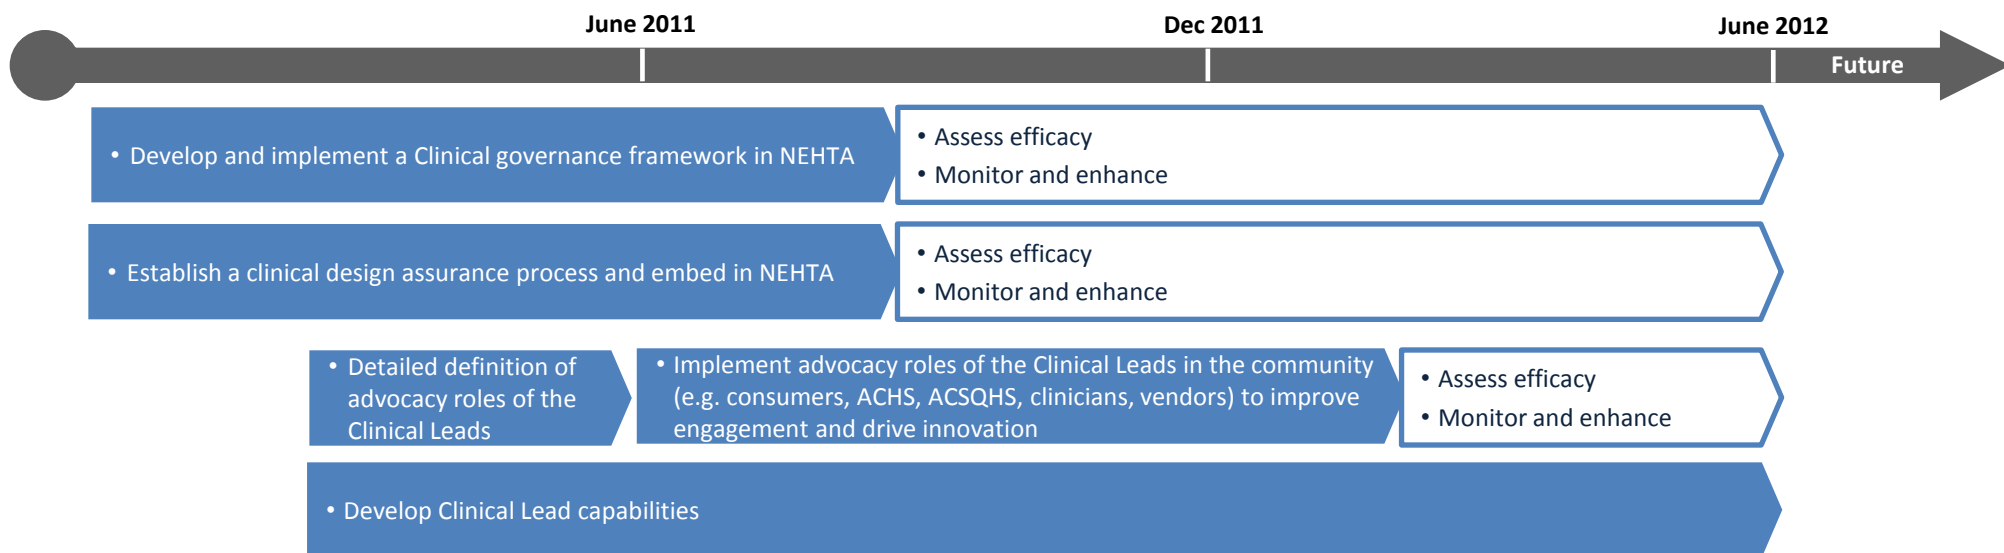 June 2011
Dec 2011
June 2012
Future
• Develop and implement a Clinical governance framework in NEHTA
• Assess efficacy
• Monitor and enhance
• Establish a clinical design assurance process and embed in NEHTA
• Assess efficacy
• Monitor and enhance
• Detailed definition of
advocacy roles of the
Clinical Leads
• Implement advocacy roles of the Clinical Leads in the community
(e.g. consumers, ACHS, ACSQHS, clinicians, vendors) to improve
engagement and drive innovation
• Assess efficacy
• Monitor and enhance
• Develop Clinical Lead capabilities